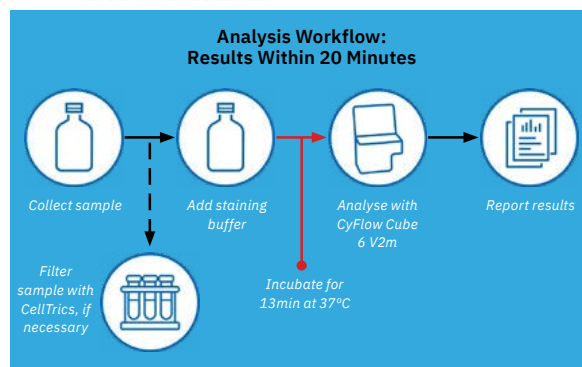 Analysis Workflow:
Results Within 20 Minutes
Collect sample
Add staining
buffer
Analyse with
CyFlow Cube
6 V2m
Report results
Filter
sample with
CellTrics, if
necessary
Incubate for
13min at 37ºC